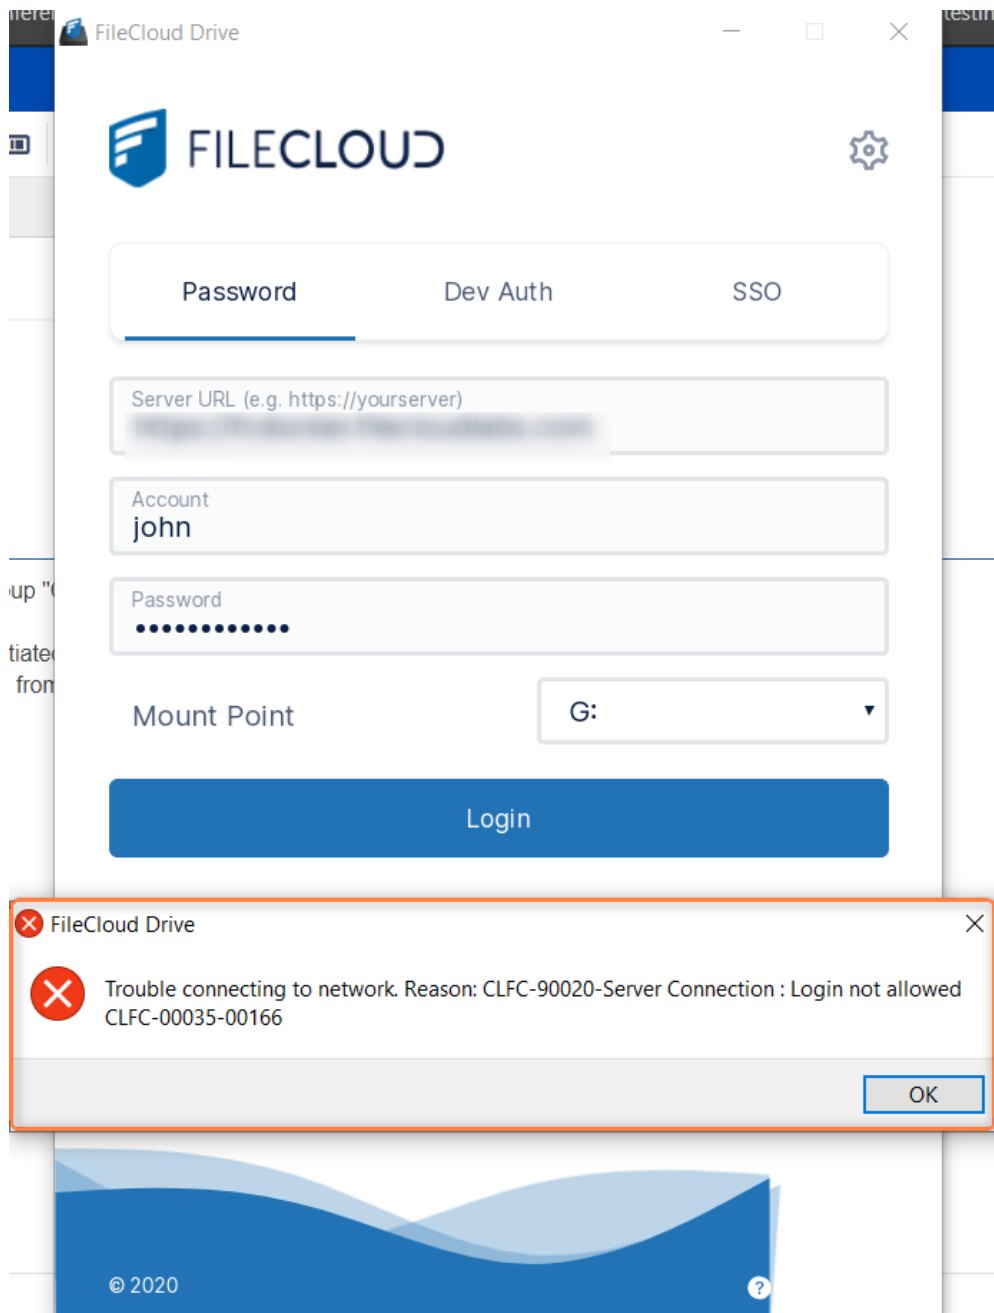 FileCloud Drive
FILECLOUD
Password
Dev Auth
SSO
Server URL (e.g. https://yourserver)
Account
john
Password
Mount Point
G:
Login
FileCloud Drive
Trouble connecting to network. Reason: CLFC-90020-Server Connection : Login not allowed
CLFC-00035-00166
OK
© 2020
?
from